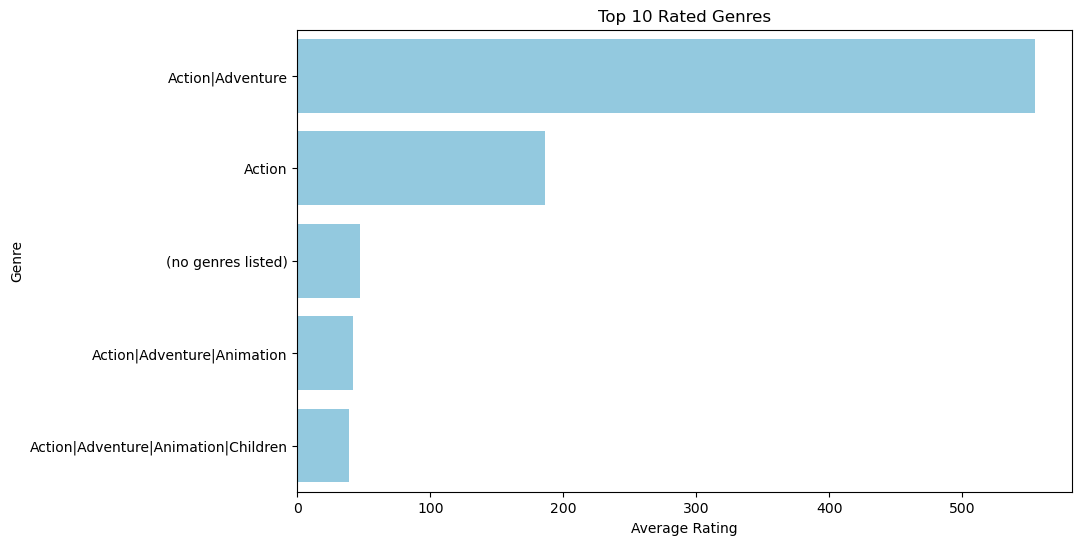 Top 10 Rated Genres
Genre
Action|Adventure
Action
(no genres listed)
Action|Adventure|Animation
Action|Adventure|Animation|Children
0 100 200 300 400 500
Average Rating